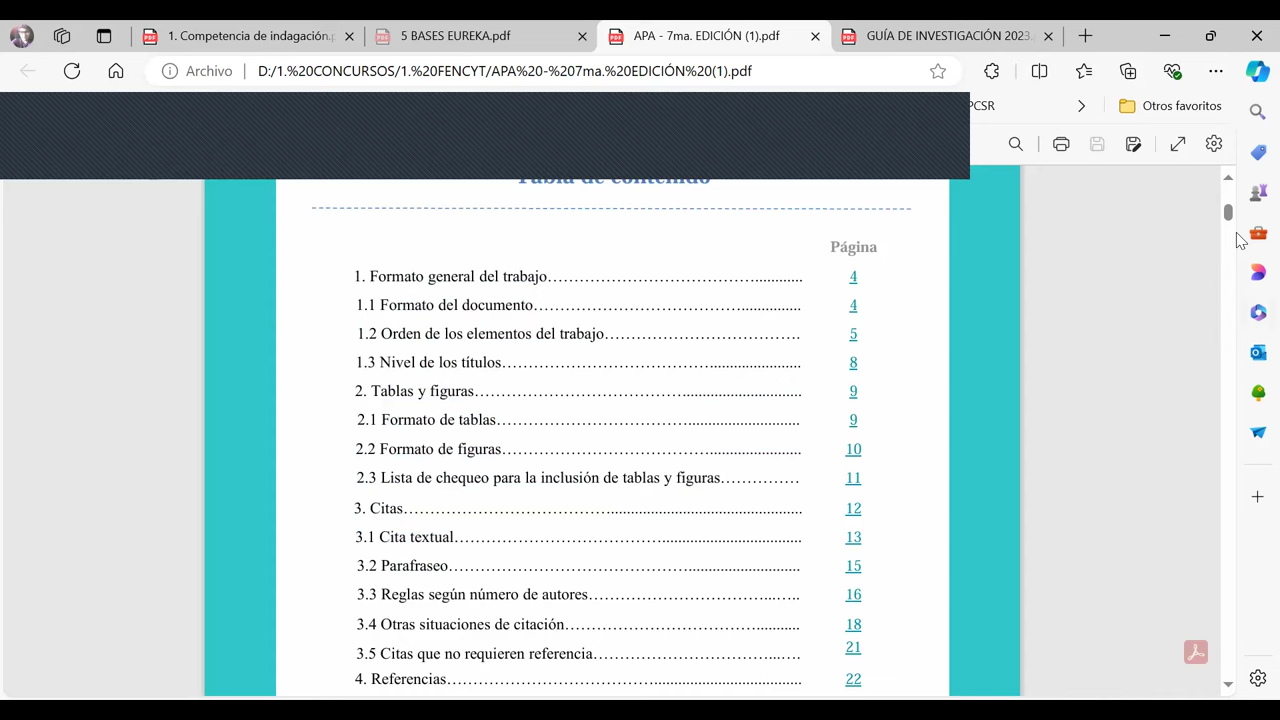 1. Competencia de indagación.p
5 BASES EUREKA.pdf
APA - 7ma. EDICIÓN (1).pdf
GUÍA DE INVESTIGACIÓN 2023.
Archivo
D:/1.%20CONCURSOS/1.%20FENCYT/APA%20-%207ma.%20EDICIÓN%20(1).pdf
PCSR
Otros favoritos
Tabla de contenido
Página
1. Formato general del trabajo………………………………………............ 4
1.1 Formato del documento…………………………………............... 4
1.2 Orden de los elementos del trabajo………………………………. 5
1.3 Nivel de los títulos…………………………………....................... 8
2. Tablas y figuras………………………………….............................. 9
2.1 Formato de tablas………………………………........................... 9
2.2 Formato de figuras…………………………………....................... 10
2.3 Lista de chequeo para la inclusión de tablas y figuras…………… 11
3. Citas…………………………………............................................ 12
3.1 Cita textual…………………………………................................ 13
3.2 Parafraseo…………………………………….............................. 15
3.3 Reglas según número de autores……………………………...….. 16
3.4 Otras situaciones de citación………………………………........... 18
3.5 Citas que no requieren referencia……………………………...…. 21
4. Referencias…………………………………................................. 22